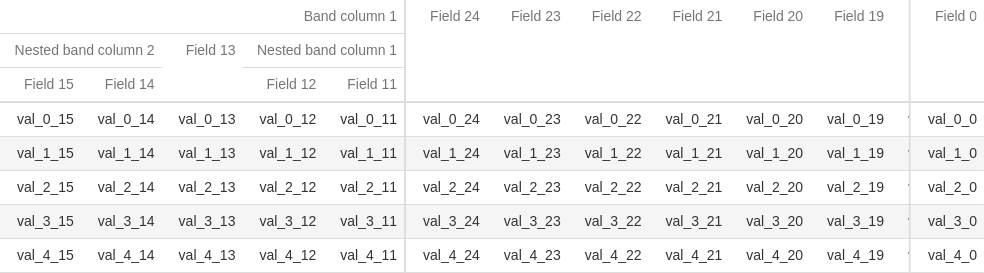 Band column 1 Field 24 Field 23 Field 22 Field 21 Field 20 Field 19 Field 0
Nested band column 2 Field 13 Nested band column 1
Field 15 Field 14 Field 12 Field 11
val_0_15 val_0_14 val_0_13 val_0_12 val_0_11 val_0_24 val_0_23 val_0_22 val_0_21 val_0_20 val_0_19 val_0_0
val_1_15 val_1_14 val_1_13 val_1_12 val_1_11 val_1_24 val_1_23 val_1_22 val_1_21 val_1_20 val_1_19 val_1_0
val_2_15 val_2_14 val_2_13 val_2_12 val_2_11 val_2_24 val_2_23 val_2_22 val_2_21 val_2_20 val_2_19 val_2_0
val_3_15 val_3_14 val_3_13 val_3_12 val_3_11 val_3_24 val_3_23 val_3_22 val_3_21 val_3_20 val_3_19 val_3_0
val_4_15 val_4_14 val_4_13 val_4_12 val_4_11 val_4_24 val_4_23 val_4_22 val_4_21 val_4_20 val_4_19 val_4_0